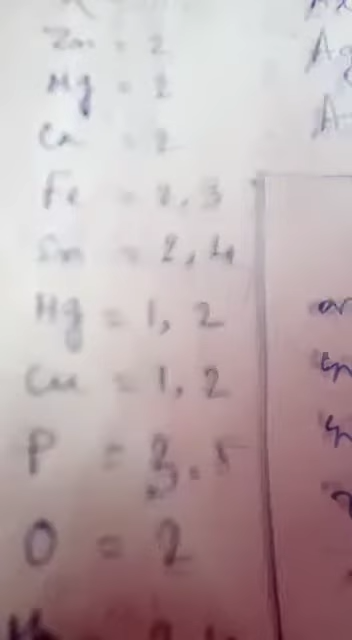 Zn = 2
Mg = 2
Ca = 2
Fe = 2, 3
Sn = 2, 4
Hg = 1, 2
Cu = 1, 2
P = 3, 5
O = 2